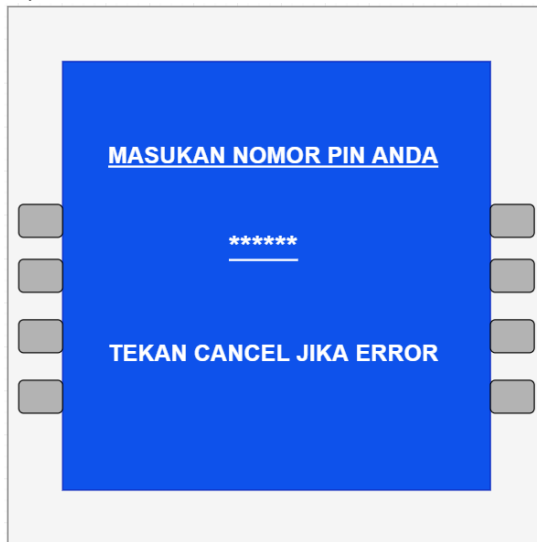 MASUKAN NOMOR PIN ANDA
******
TEKAN CANCEL JIKA ERROR